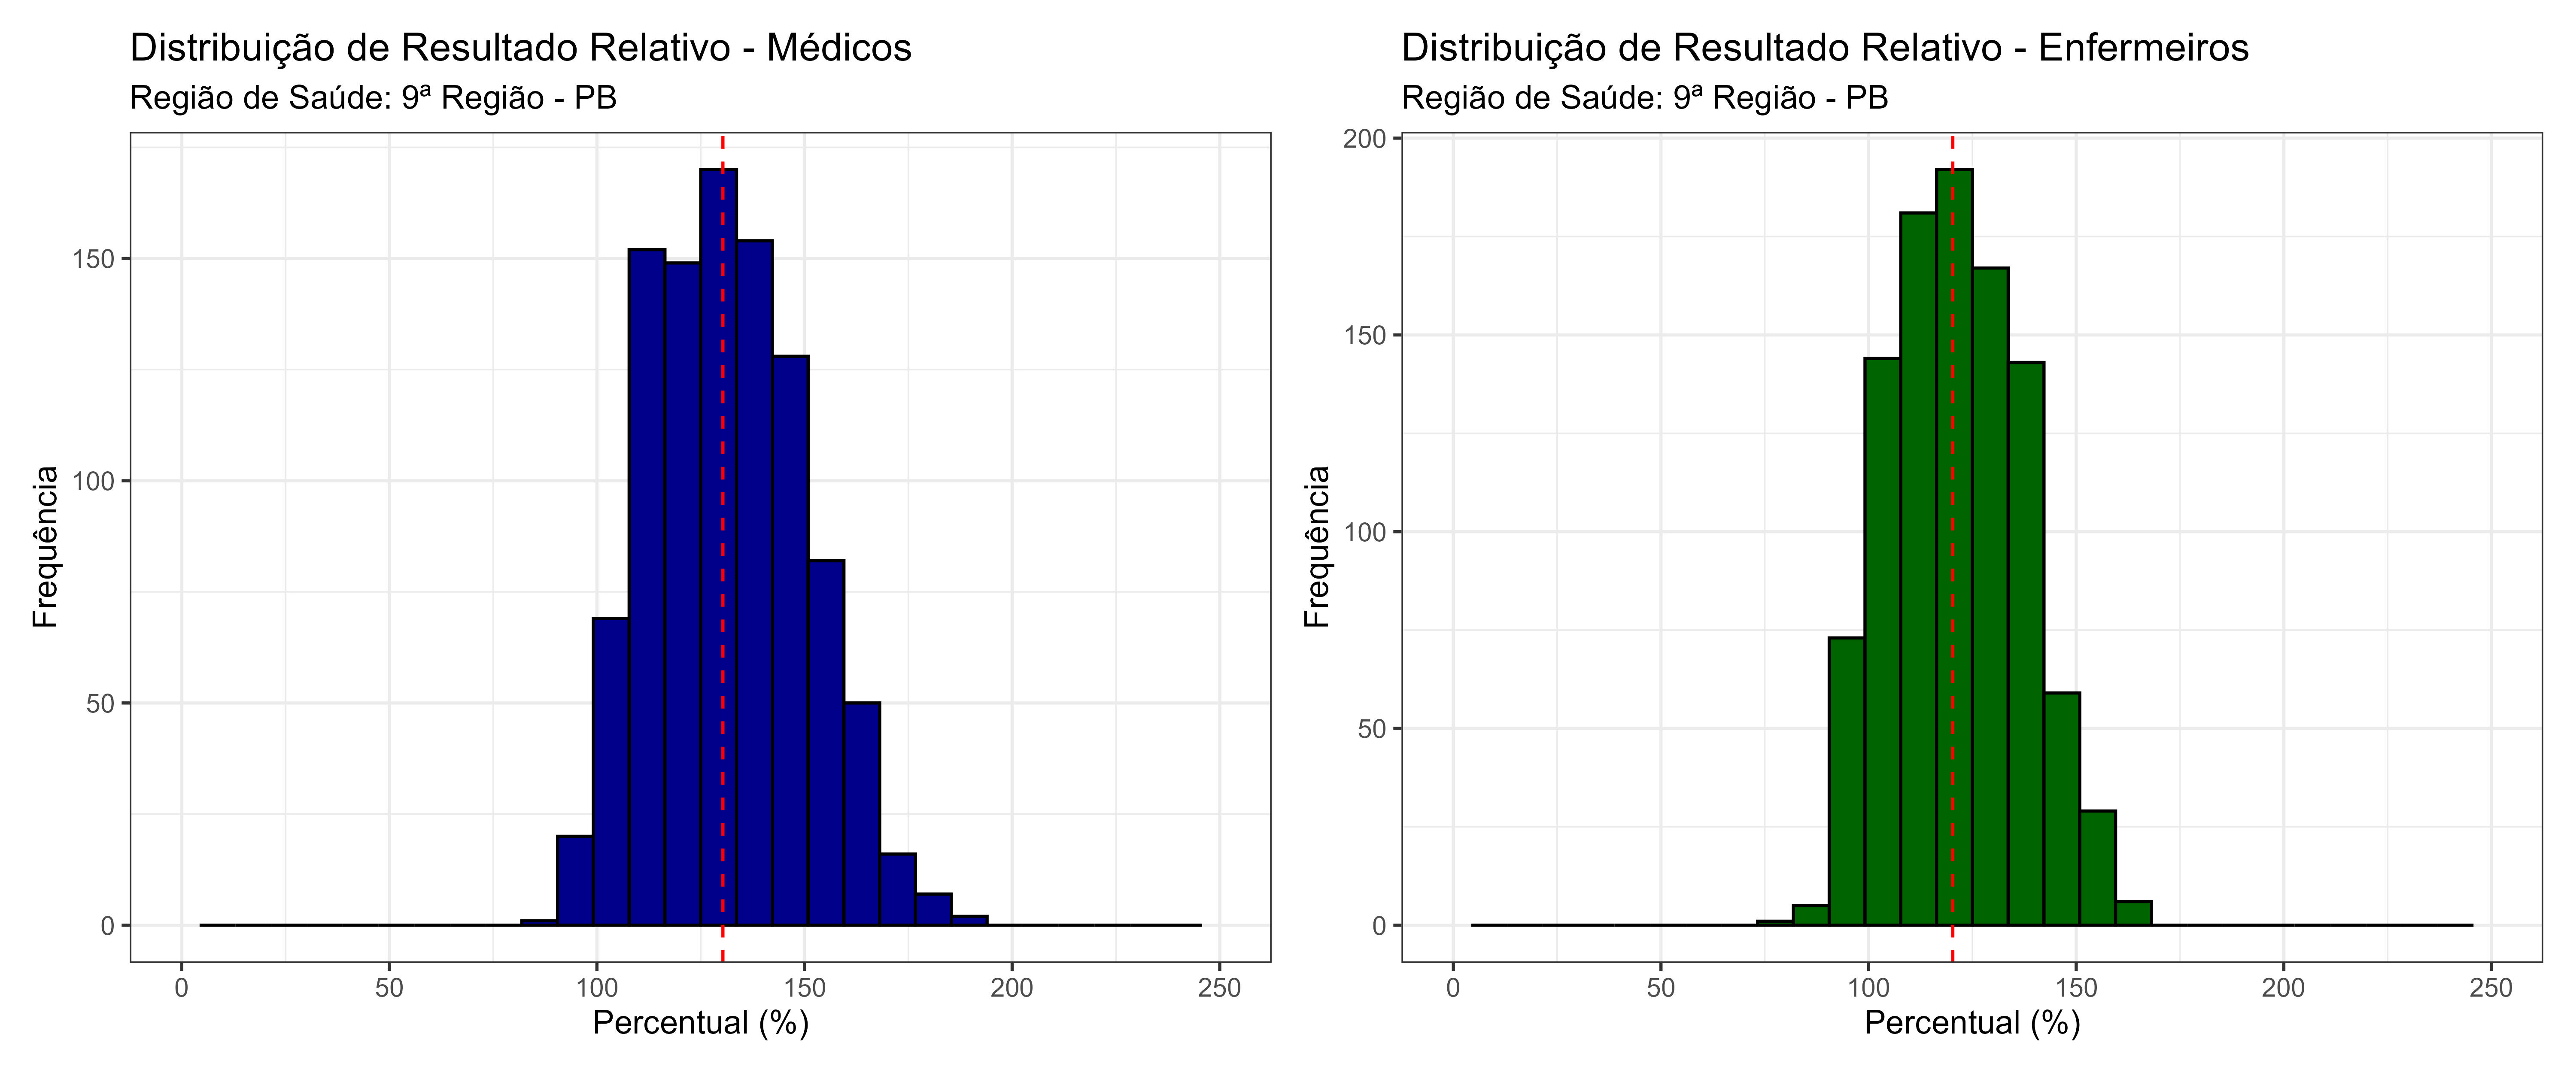 Distribuição de Resultado Relativo - Médicos
Região de Saúde: 9ª Região - PB
Frequência
150
100
50
0
0 50 100 150 200 250
Percentual (%)
Distribuição de Resultado Relativo - Enfermeiros
Região de Saúde: 9ª Região - PB
Frequência
200
150
100
50
0
0 50 100 150 200 250
Percentual (%)